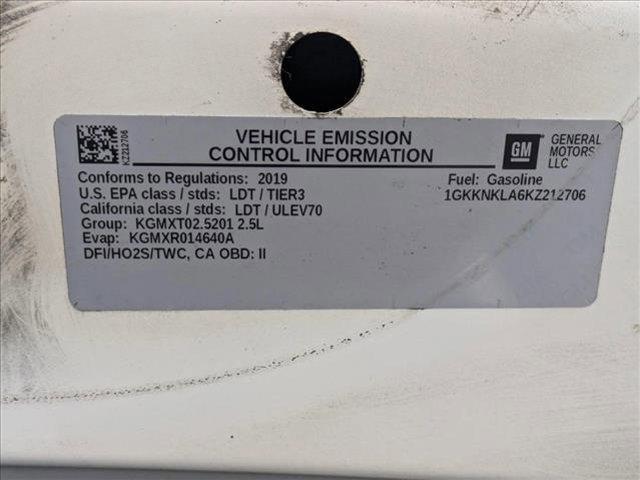 KZ212706
VEHICLE EMISSION
CONTROL INFORMATION
GM
GENERAL
MOTORS
LLC
Conforms to Regulations: 2019
U.S. EPA class / stds: LDT / TIER3
California class / stds: LDT / ULEV70
Group: KGMXT02.5201 2.5L
Evap: KGMXR014640A
DFI/HO2S/TWC, CA OBD: II
Fuel: Gasoline
1GKKNKLA6KZ212706